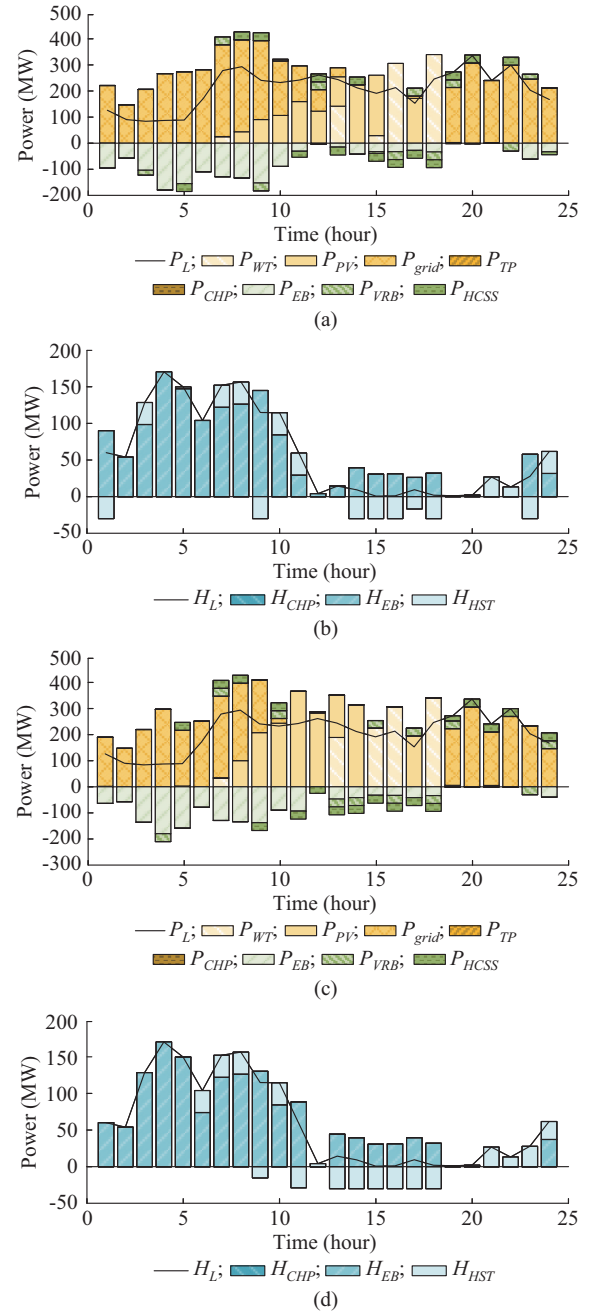 500
400
300
200
100
0
-100
-200
Power (MW)
0 5 10 15 20 25
Time (hour)
P_L; P_WT; P_PV; P_grid; P_TP
P_CHP; P_EB; P_VRB; P_HCSS
(a)
200
150
100
50
0
-50
Power (MW)
0 5 10 15 20 25
Time (hour)
H_L; H_CHP; H_EB; H_HST
(b)
500
400
300
200
100
0
-100
-200
-300
Power (MW)
0 5 10 15 20 25
Time (hour)
P_L; P_WT; P_PV; P_grid; P_TP
P_CHP; P_EB; P_VRB; P_HCSS
(c)
200
150
100
50
0
-50
Power (MW)
0 5 10 15 20 25
Time (hour)
H_L; H_CHP; H_EB; H_HST
(d)